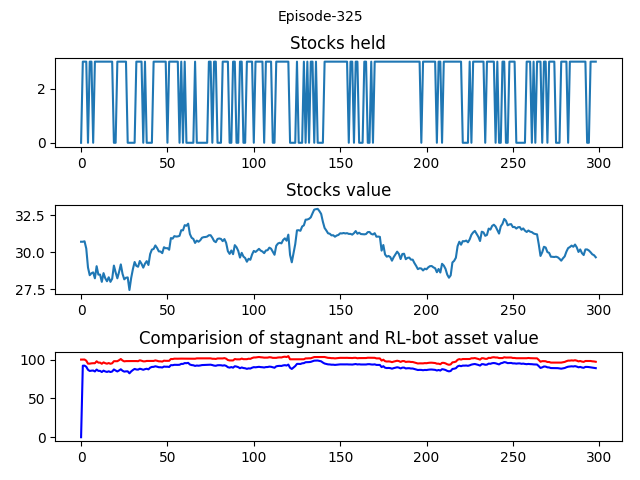 Episode-325
Stocks held
2
0
0 50 100 150 200 250 300
Stocks value
32.5
30.0
27.5
0 50 100 150 200 250 300
Comparision of stagnant and RL-bot asset value
100
50
0
0 50 100 150 200 250 300